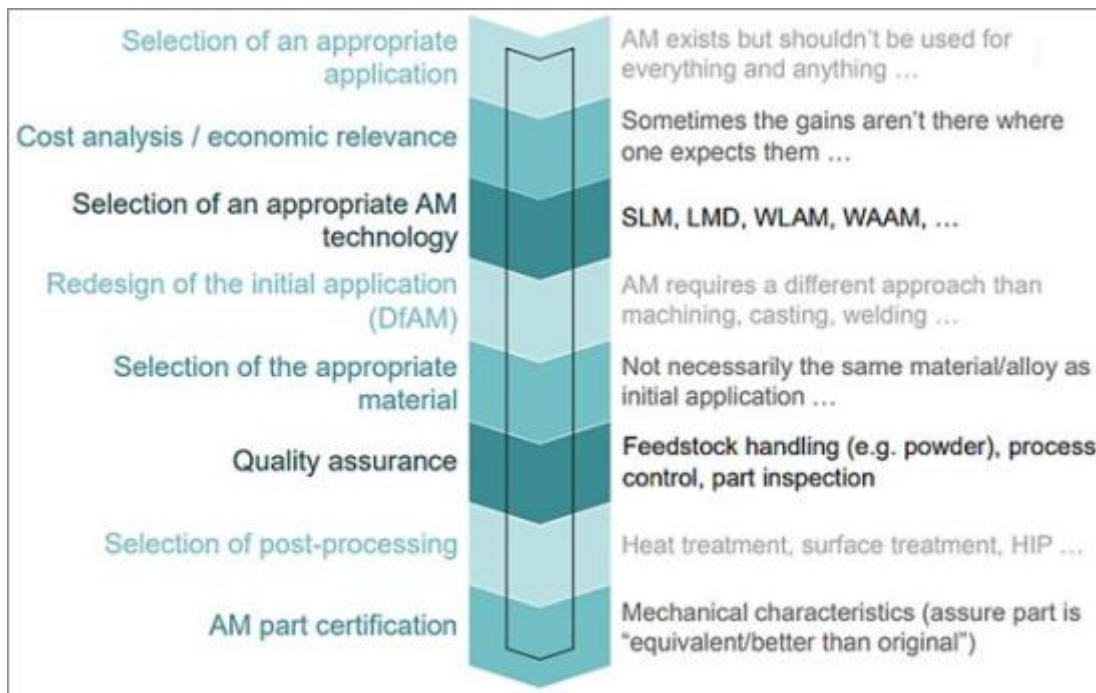 Selection of an appropriate
application
AM exists but shouldn't be used for
everything and anything …
Cost analysis / economic relevance
Sometimes the gains aren't there where
one expects them …
Selection of an appropriate AM
technology
SLM, LMD, WLAM, WAAM, …
Redesign of the initial application
(DfAM)
AM requires a different approach than
machining, casting, welding …
Selection of the appropriate
material
Not necessarily the same material/alloy as
initial application …
Quality assurance
Feedstock handling (e.g. powder), process
control, part inspection
Selection of post-processing
Heat treatment, surface treatment, HIP …
AM part certification
Mechanical characteristics (assure part is
“equivalent/better than original”)